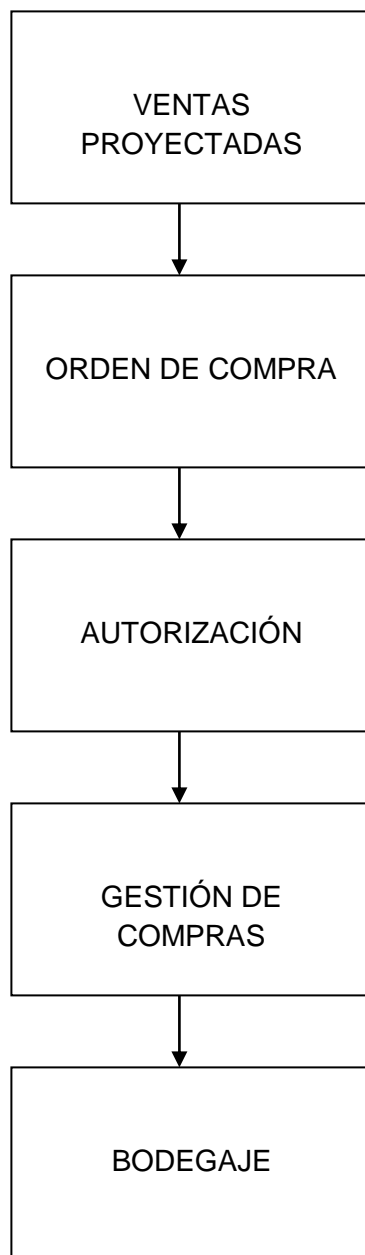 VENTAS
PROYECTADAS
ORDEN DE COMPRA
AUTORIZACIÓN
GESTIÓN DE
COMPRAS
BODEGAJE